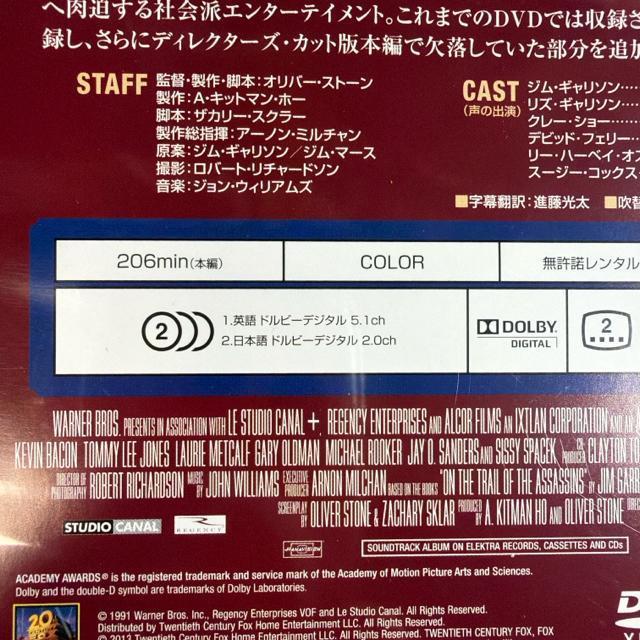 へ肉迫する社会派エンターテイメント。これまでのDVDでは収録さ
録し、さらにディレクターズ・カット版本編で欠落していた部分を追加
STAFF
監督・製作・脚本：オリバー・ストーン
製作：A・キットマン・ホー
脚本：ザカリー・スクラー
製作総指揮：アーノン・ミルチャン
原案：ジム・ギャリソン／ジム・マース
撮影：ロバート・リチャードソン
音楽：ジョン・ウィリアムズ
CAST
(声の出演)
ジム・ギャリソン……
リズ・ギャリソン……
クレー・ショー………
デビッド・フェリー…
リー・ハーベイ・オズ
スージー・コックス…
■字幕翻訳：進藤光太 ■吹替
206min(本編) COLOR 無許諾レンタル
2 1.英語 ドルビーデジタル 5.1ch
2.日本語 ドルビーデジタル 2.0ch
DOLBY
DIGITAL
2
WARNER BROS. PRESENTS IN ASSOCIATION WITH LE STUDIO CANAL +, REGENCY ENTERPRISES AND ALCOR FILMS AN IXTLAN CORPORATION AND AN
KEVIN BACON TOMMY LEE JONES LAURIE METCALF GARY OLDMAN MICHAEL ROOKER JAY O. SANDERS AND SISSY SPACEK CO PRODUCER CLAYTON
DIRECTOR OF PHOTOGRAPHY ROBERT RICHARDSON MUSIC BY JOHN WILLIAMS EXECUTIVE PRODUCER ARNON MILCHAN BASED ON THE BOOKS "ON THE TRAIL OF THE ASSASSINS" BY JIM
SCREENPLAY BY OLIVER STONE & ZACHARY SKLAR PRODUCED BY A. KITMAN HO AND OLIVER STONE
STUDIO CANAL
REGENCY
PANAVISION
SOUNDTRACK ALBUM ON ELEKTRA RECORDS, CASSETTES AND CDs
ACADEMY AWARDS® is the registered trademark and service mark of the Academy of Motion Picture Arts and Sciences.
Dolby and the double-D symbol are trademarks of Dolby Laboratories.
20
© 1991 Warner Bros. Inc., Regency Enterprises VOF and Le Studio Canal. All Rights Reserved.
Distributed by Twentieth Century Fox Home Entertainment LLC. All Rights Reserved.
© 2013 Twentieth Century Fox Home Entertainment LLC. All Rights Reserved. TWENTIETH CENTURY FOX, FOX